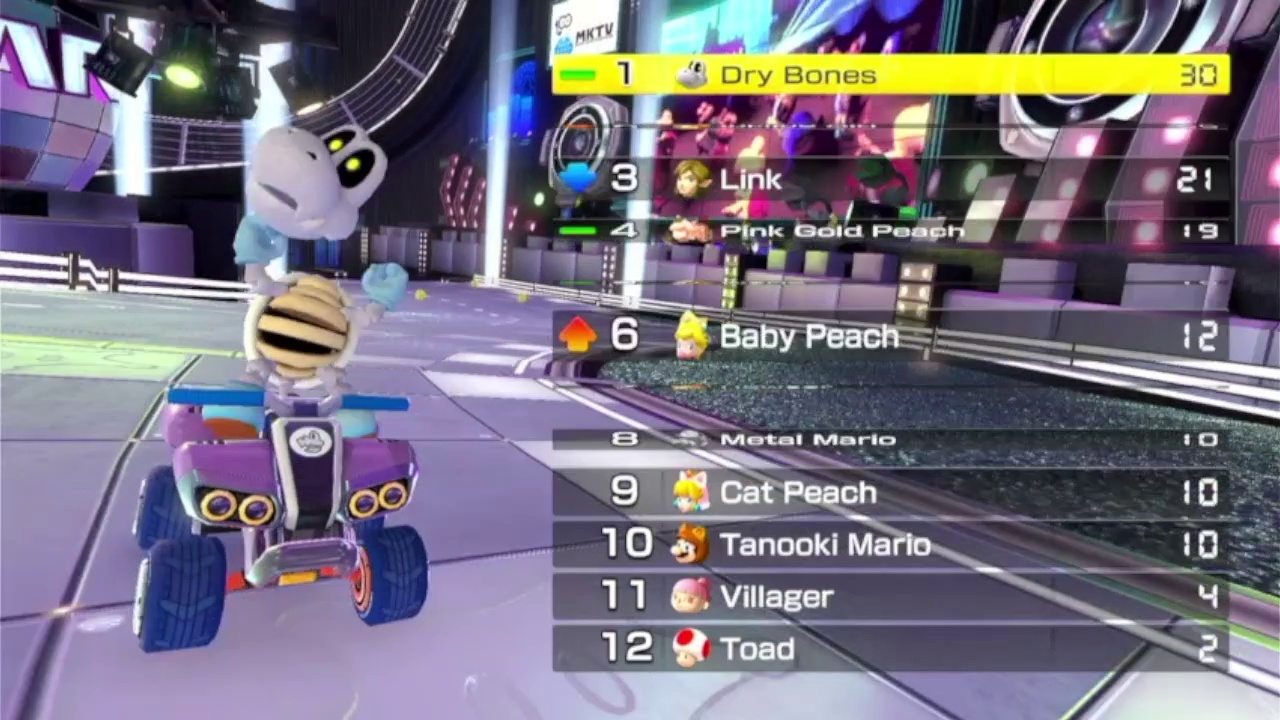 MKTV
1 Dry Bones 30
3 Link 21
4 Pink Gold Peach 19
6 Baby Peach 12
8 Metal Mario 10
9 Cat Peach 10
10 Tanooki Mario 10
11 Villager 4
12 Toad 2